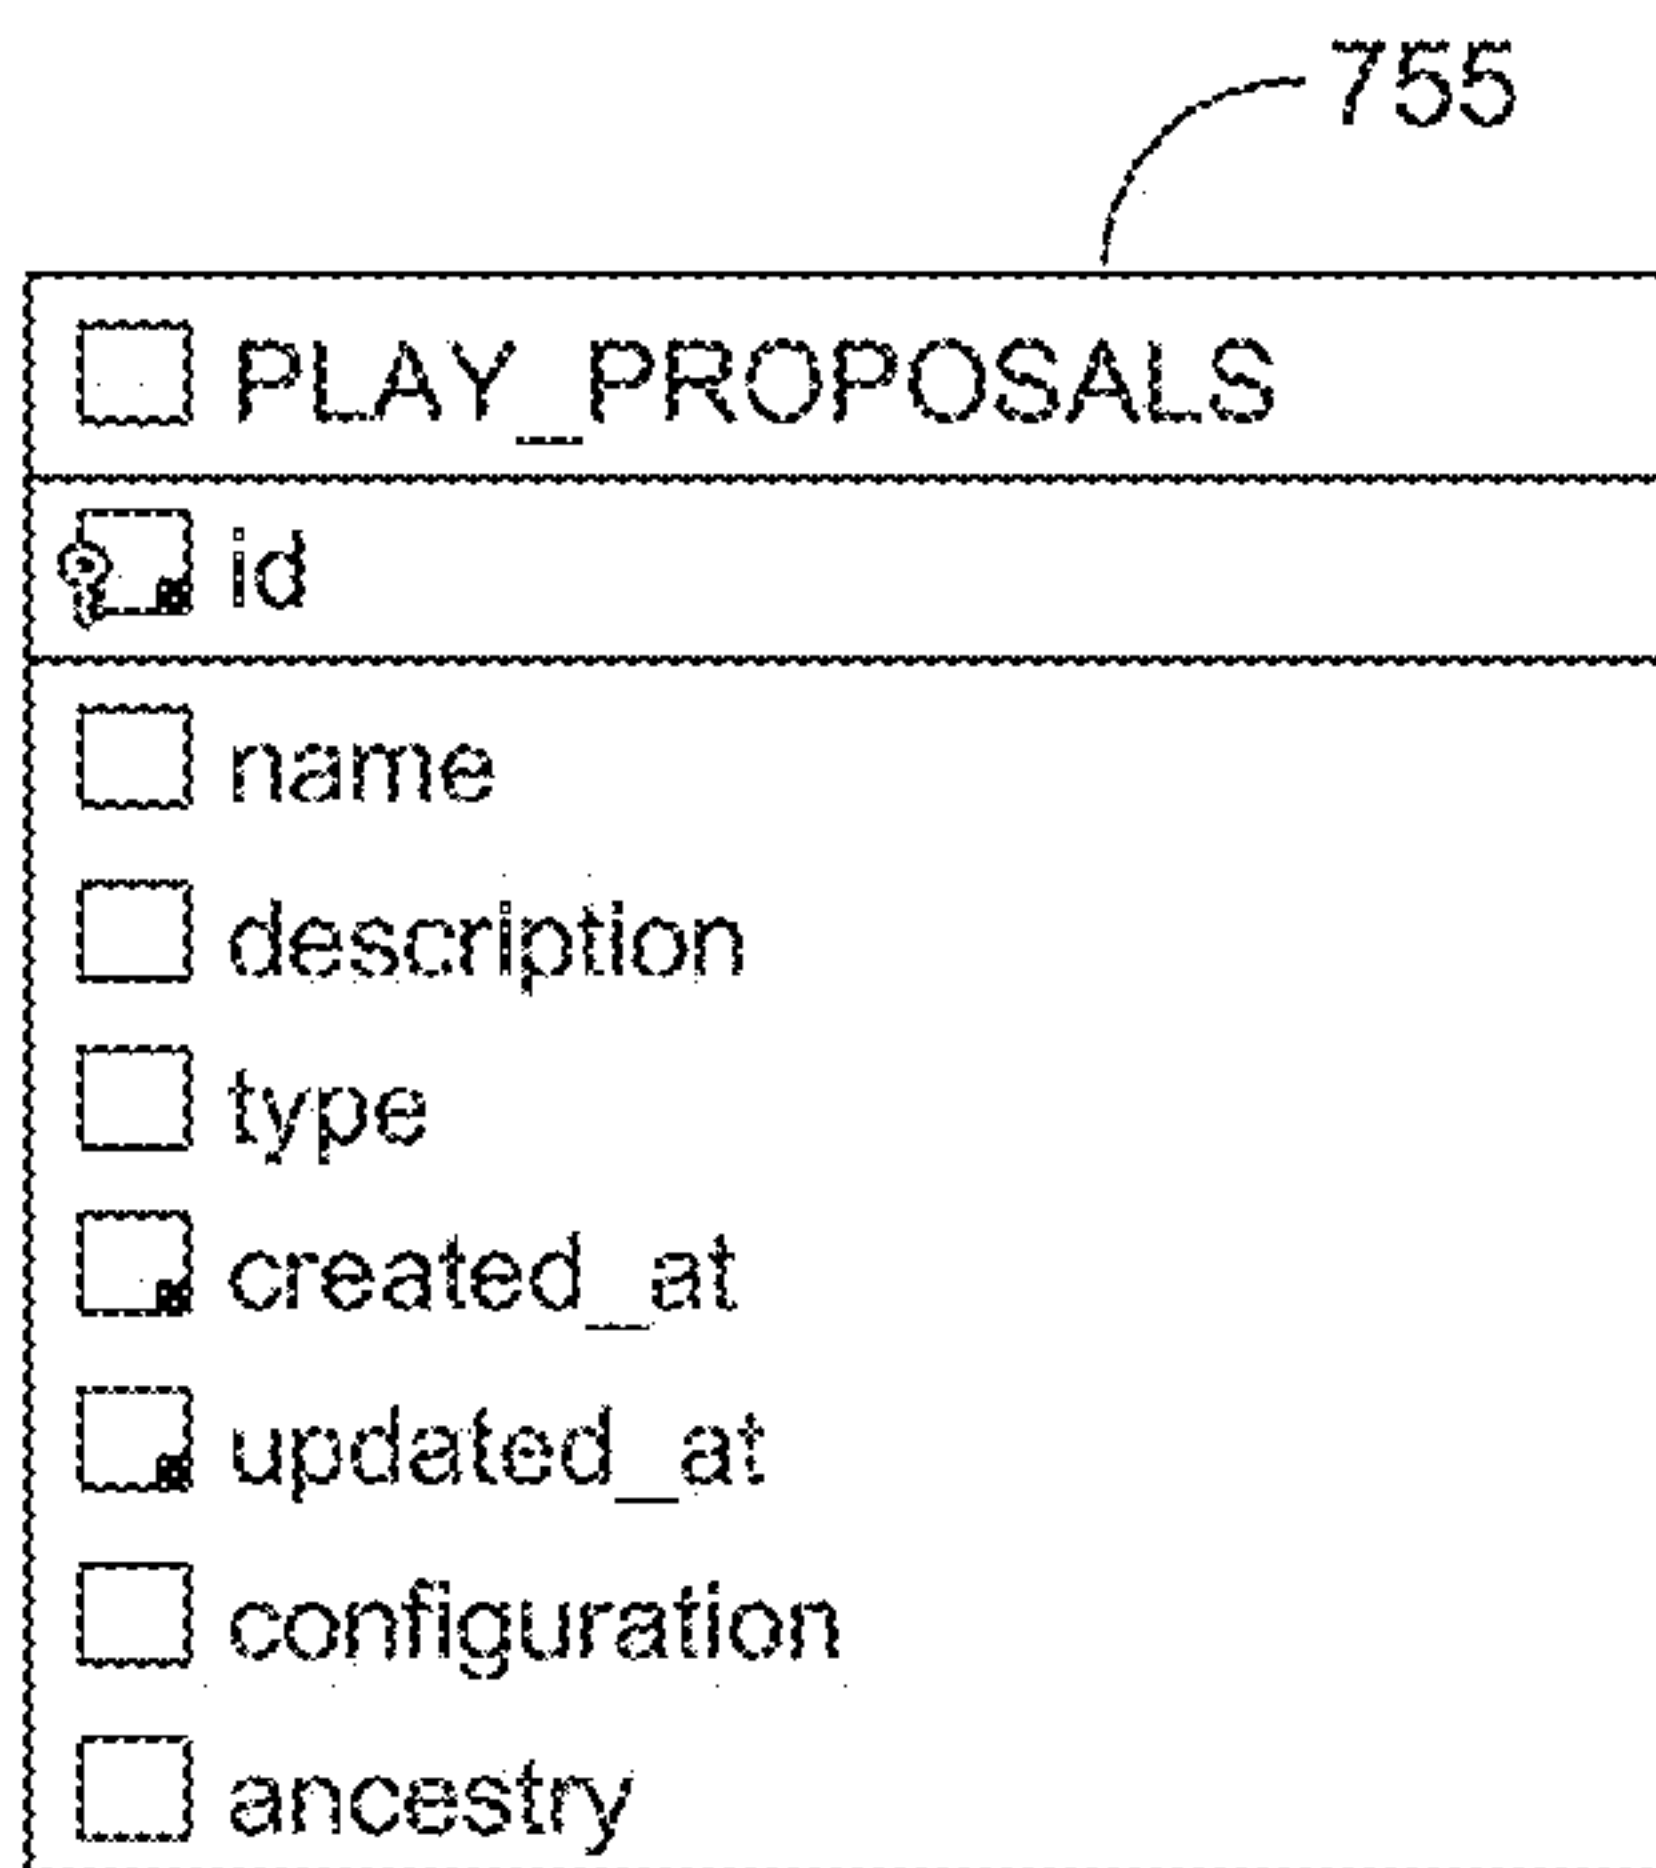 755
PLAY_PROPOSALS
id
name
description
type
created_at
updated_at
configuration
ancestry